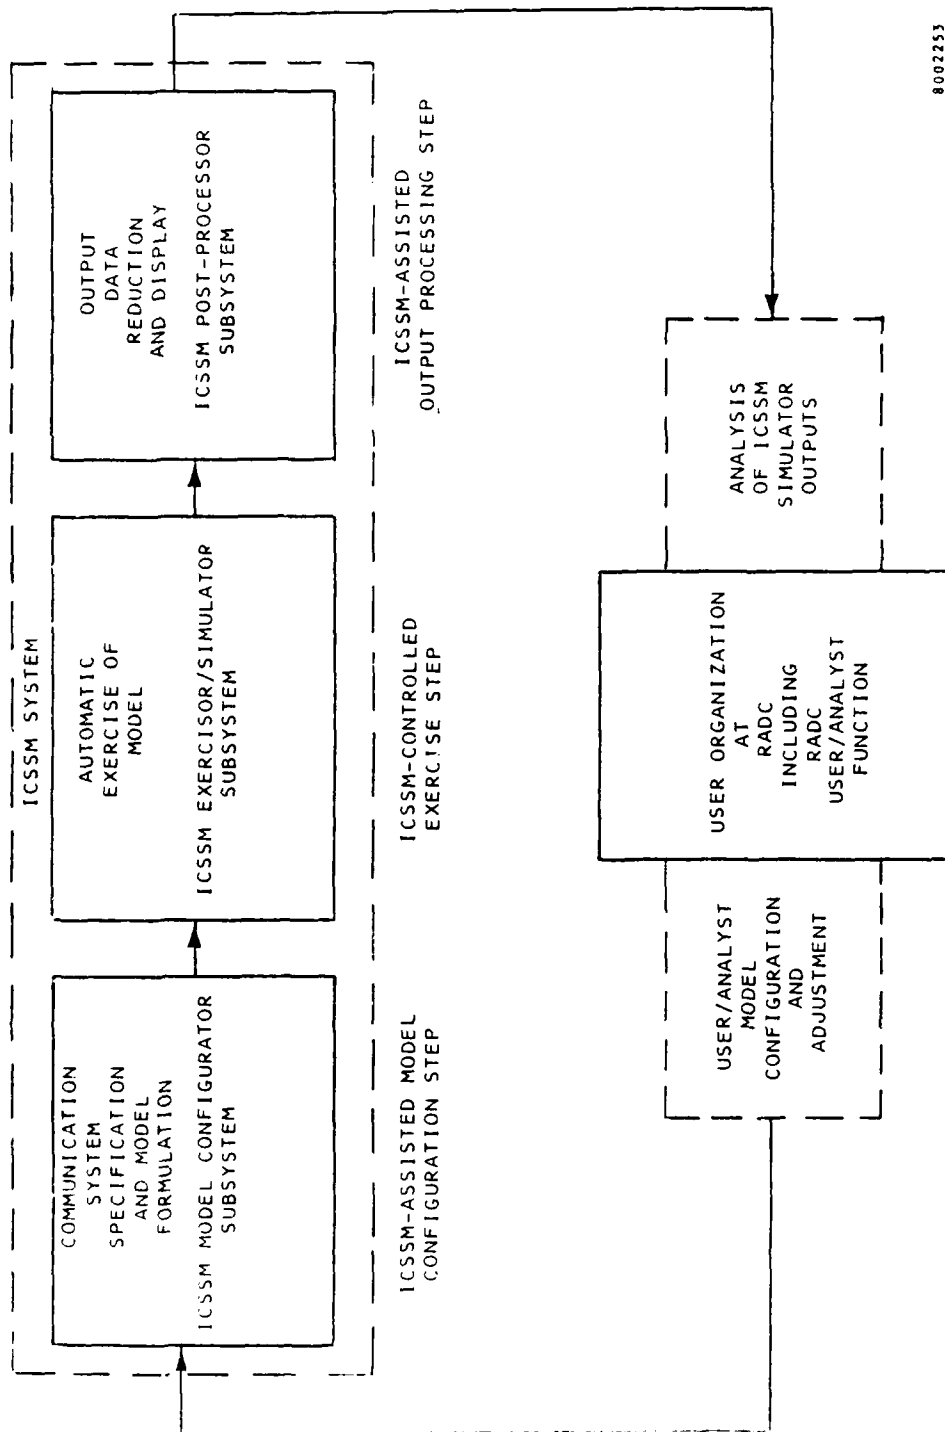 ICSSM SYSTEM
COMMUNICATION
SYSTEM
SPECIFICATION
AND MODEL
FORMULATION
ICSSM MODEL CONFIGURATOR
SUBSYSTEM
AUTOMATIC
EXERCISE OF
MODEL
ICSSM EXERCISOR/SIMULATOR
SUBSYSTEM
OUTPUT
DATA
REDUCTION
AND DISPLAY
ICSSM POST-PROCESSOR
SUBSYSTEM
ICSSM-ASSISTED MODEL
CONFIGURATION STEP
ICSSM-CONTROLLED
EXERCISE STEP
ICSSM-ASSISTED
OUTPUT PROCESSING STEP
USER/ANALYST
MODEL
CONFIGURATION
AND
ADJUSTMENT
USER ORGANIZATION
AT
RADC
INCLUDING
RADC
USER/ANALYST
FUNCTION
ANALYSIS
OF ICSSM
SIMULATOR
OUTPUTS
8002253